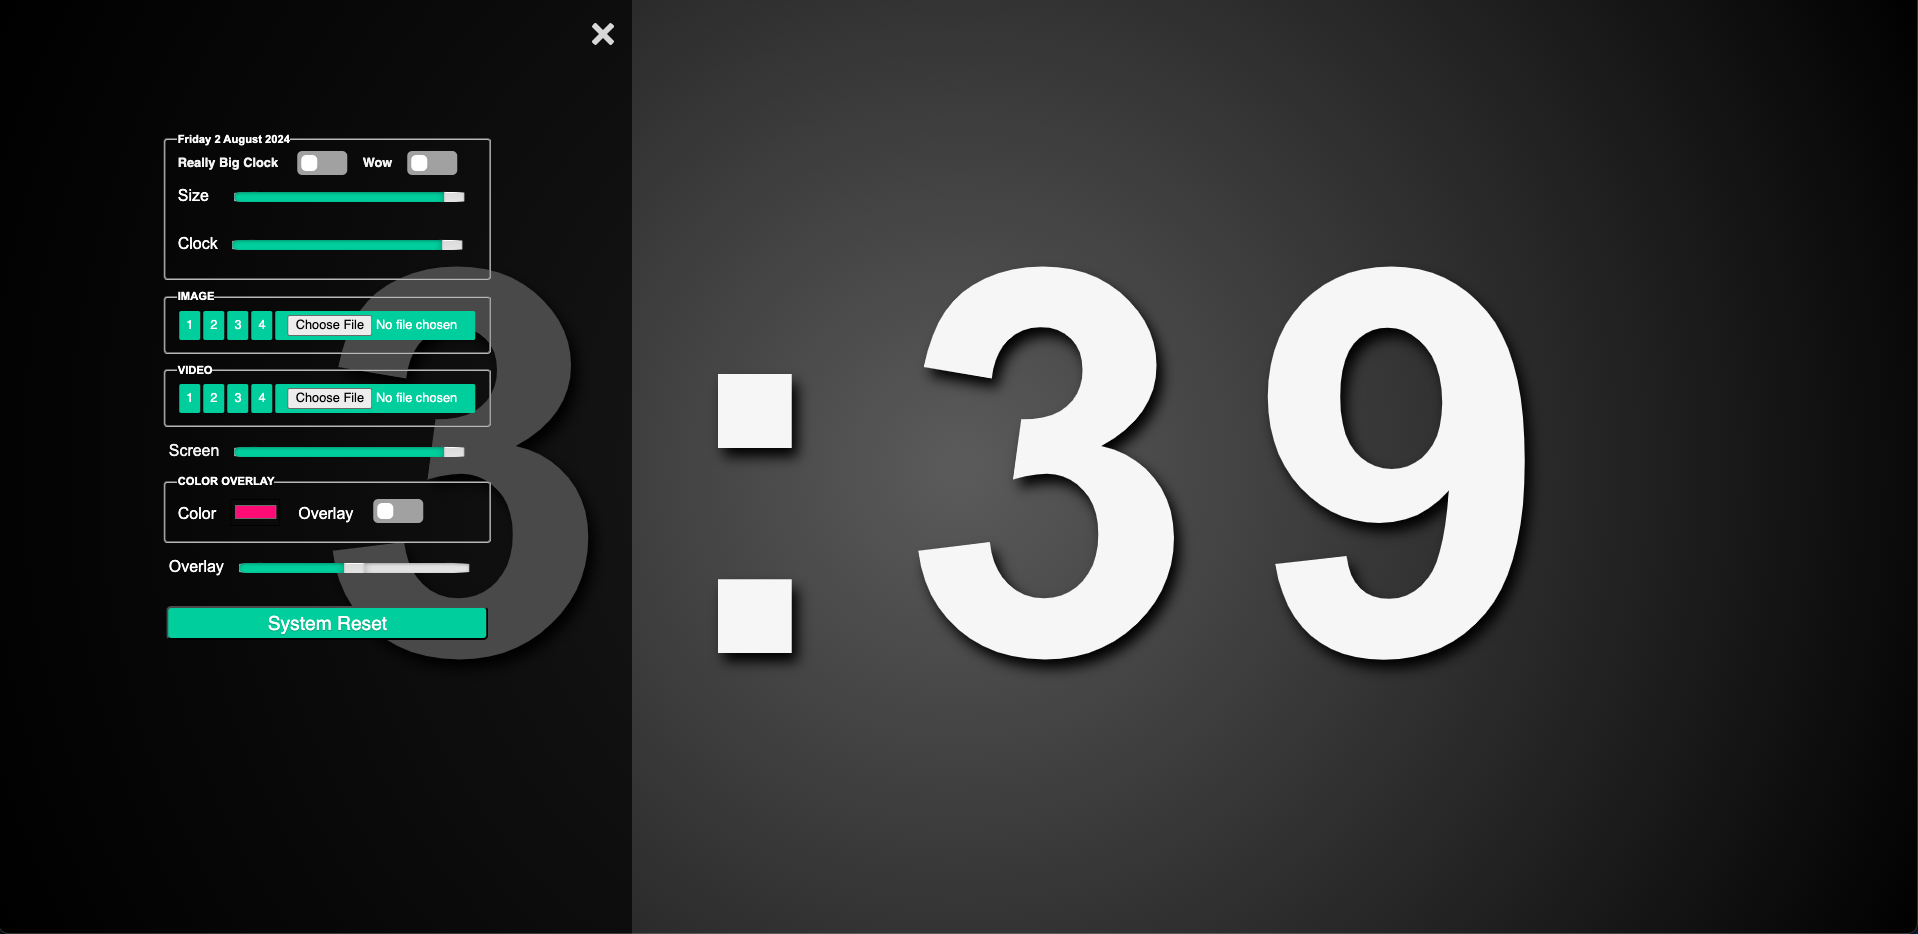 Friday 2 August 2024
Really Big Clock Wow
Size
Clock
IMAGE
1 2 3 4 Choose File No file chosen
VIDEO
1 2 3 4 Choose File No file chosen
Screen
COLOR OVERLAY
Color Overlay
Overlay
System Reset
3:39